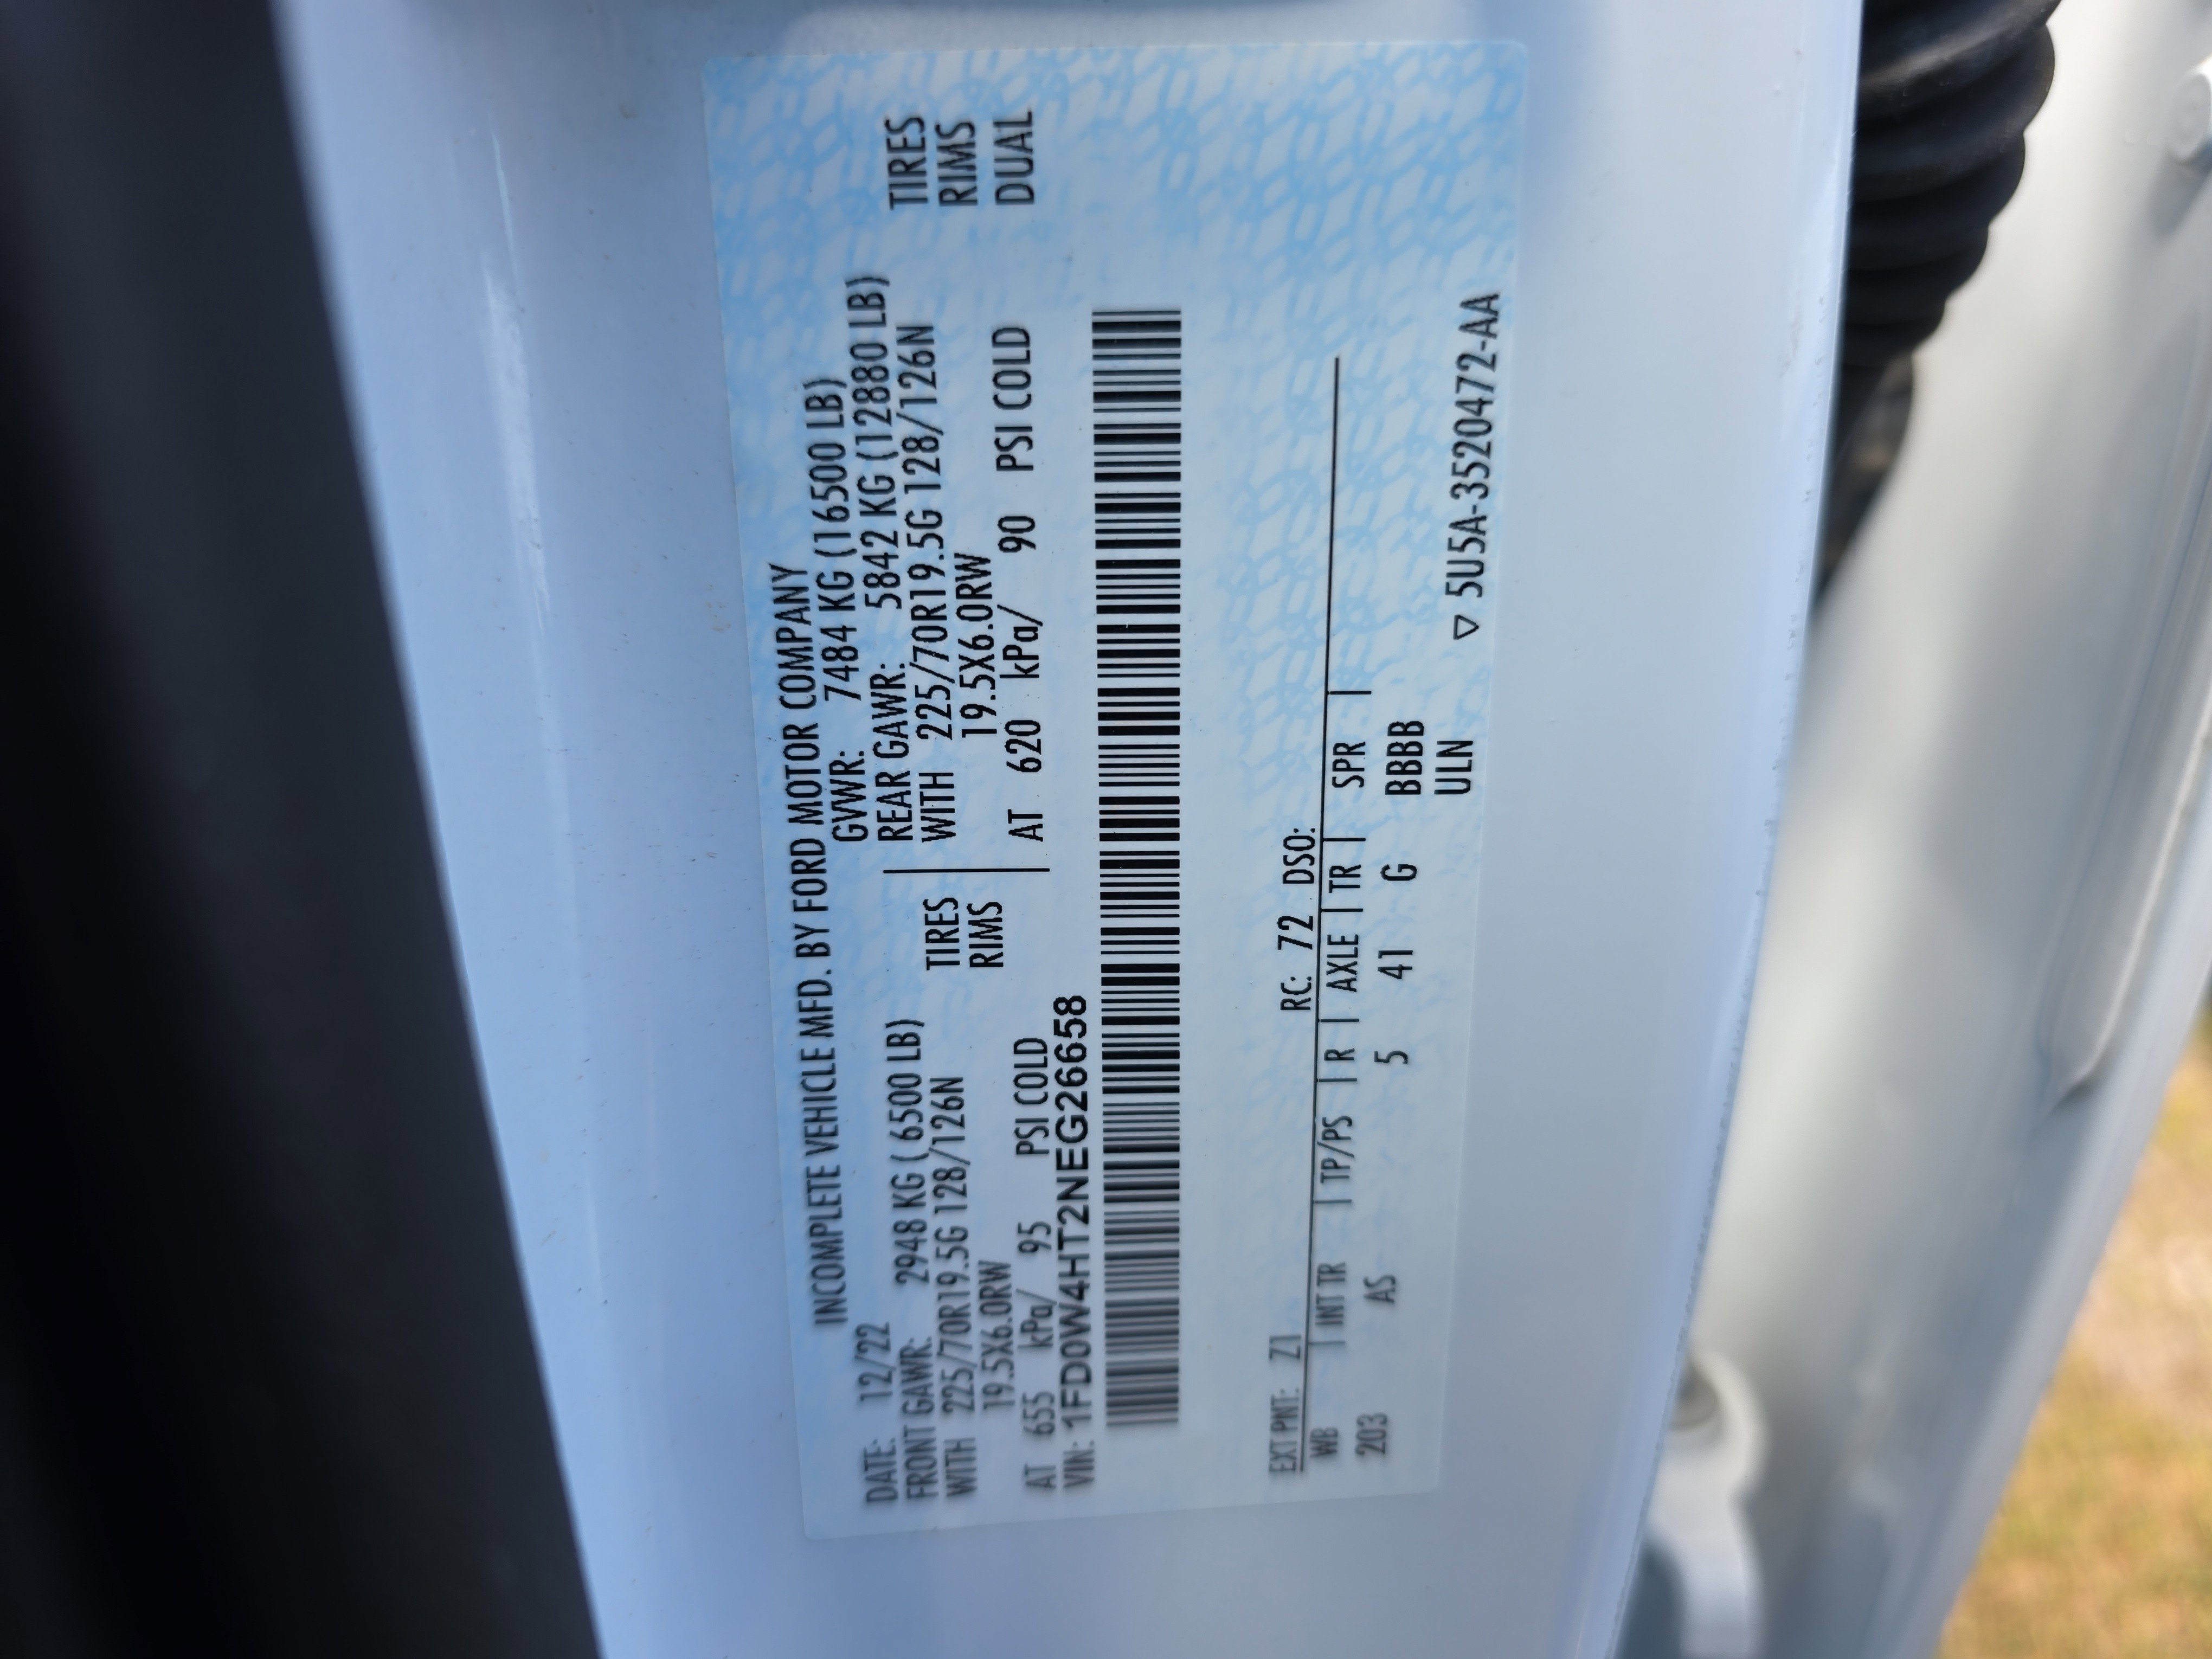 INCOMPLETE VEHICLE MFD. BY FORD MOTOR COMPANY
DATE: 12/22 GVWR: 7484 KG (16500 LB)
FRONT GAWR: 2948 KG ( 6500 LB) REAR GAWR: 5842 KG (12880 LB)
WITH 225/70R19.5G 128/126N TIRES WITH 225/70R19.5G 128/126N TIRES
19.5X6.0RW RIMS 19.5X6.0RW RIMS
AT 655 kPa/ 95 PSI COLD AT 620 kPa/ 90 PSI COLD DUAL
VIN: 1FD0W4HT2NEG26658
EXT PNT: Z1 RC: 72 DSO:
WB | INT TR | TP/PS | R | AXLE | TR | SPR |
203 AS 5 41 G BBBB
ULN
▽ 5U5A-3520472-AA